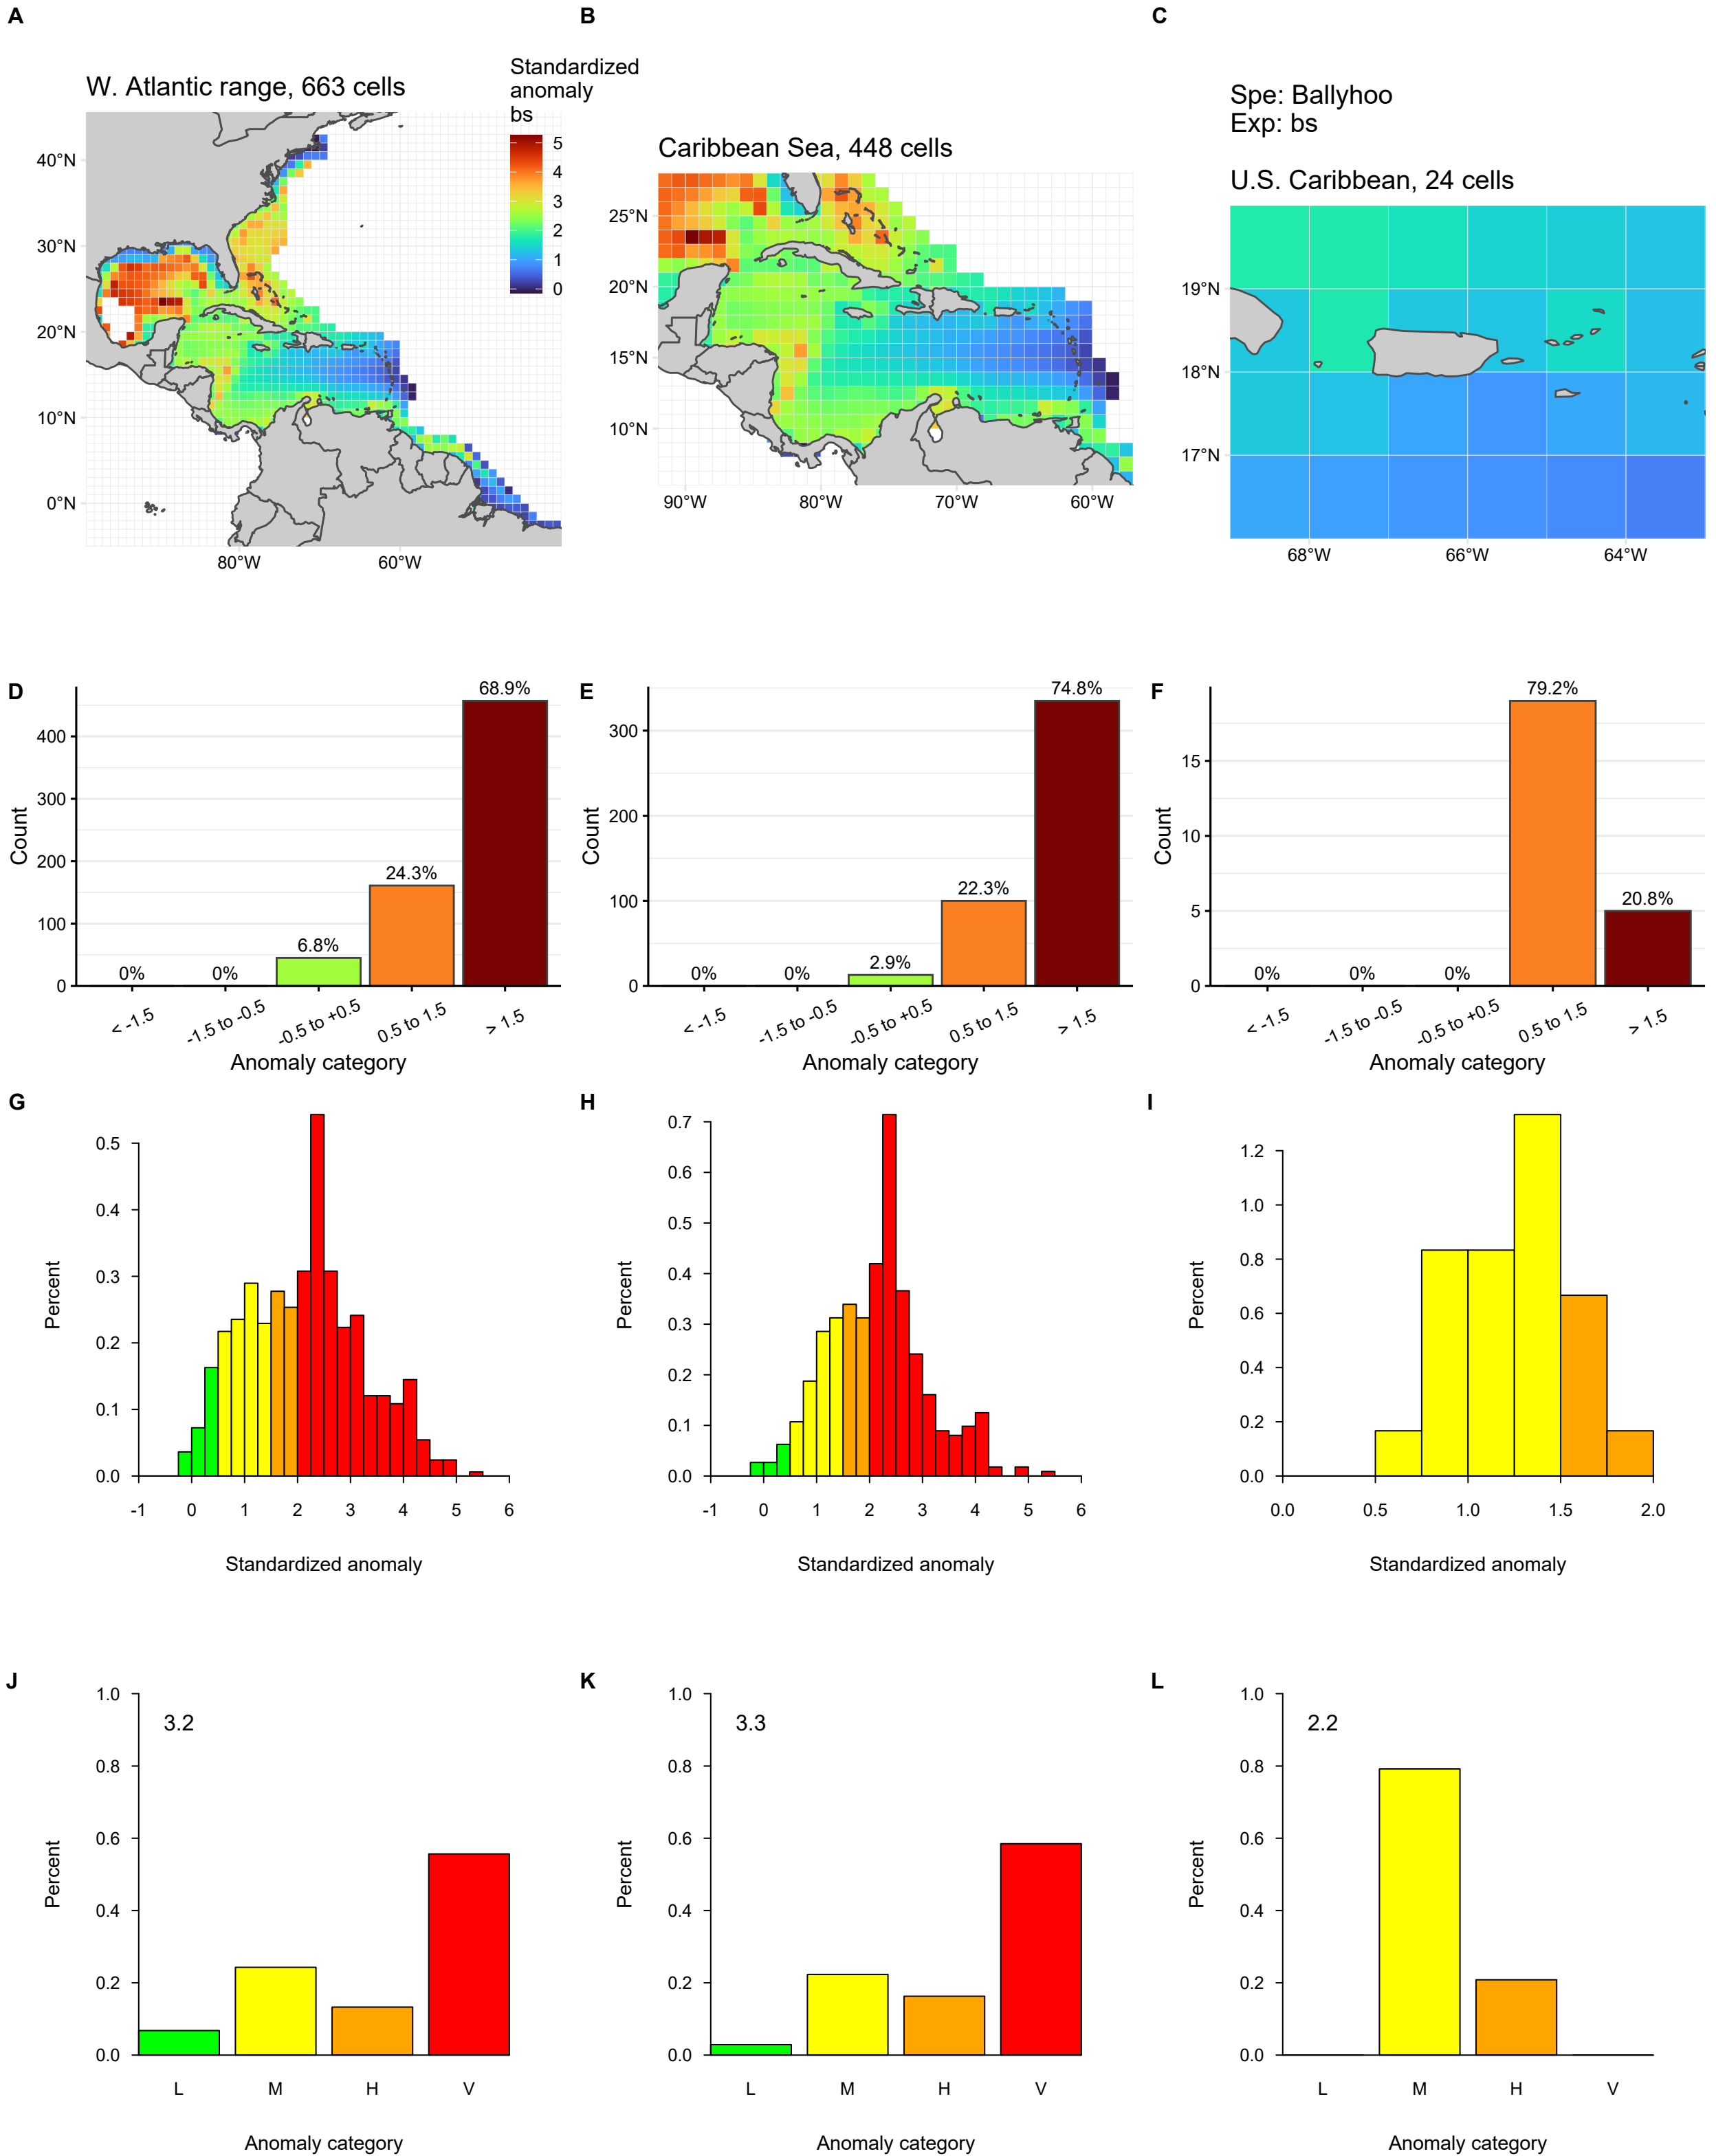 A
B
C
W. Atlantic range, 663 cells
Standardized
anomaly
bs
5
4
3
2
1
0
40°N
30°N
20°N
10°N
0°N
80°W
60°W
Caribbean Sea, 448 cells
25°N
20°N
15°N
10°N
90°W
80°W
70°W
60°W
Spe: Ballyhoo
Exp: bs
U.S. Caribbean, 24 cells
19°N
18°N
17°N
68°W
66°W
64°W
D
Count
400
300
200
100
0
0%
0%
6.8%
24.3%
68.9%
< -1.5
-1.5 to -0.5
-0.5 to +0.5
0.5 to 1.5
> 1.5
Anomaly category
E
Count
300
200
100
0
0%
0%
2.9%
22.3%
74.8%
< -1.5
-1.5 to -0.5
-0.5 to +0.5
0.5 to 1.5
> 1.5
Anomaly category
F
Count
15
10
5
0
0%
0%
0%
79.2%
20.8%
< -1.5
-1.5 to -0.5
-0.5 to +0.5
0.5 to 1.5
> 1.5
Anomaly category
G
Percent
0.5
0.4
0.3
0.2
0.1
0.0
-1 0 1 2 3 4 5 6
Standardized anomaly
H
Percent
0.7
0.6
0.5
0.4
0.3
0.2
0.1
0.0
-1 0 1 2 3 4 5 6
Standardized anomaly
I
Percent
1.2
1.0
0.8
0.6
0.4
0.2
0.0
0.0 0.5 1.0 1.5 2.0
Standardized anomaly
J
3.2
Percent
1.0
0.8
0.6
0.4
0.2
0.0
L M H V
Anomaly category
K
3.3
Percent
1.0
0.8
0.6
0.4
0.2
0.0
L M H V
Anomaly category
L
2.2
Percent
1.0
0.8
0.6
0.4
0.2
0.0
L M H V
Anomaly category